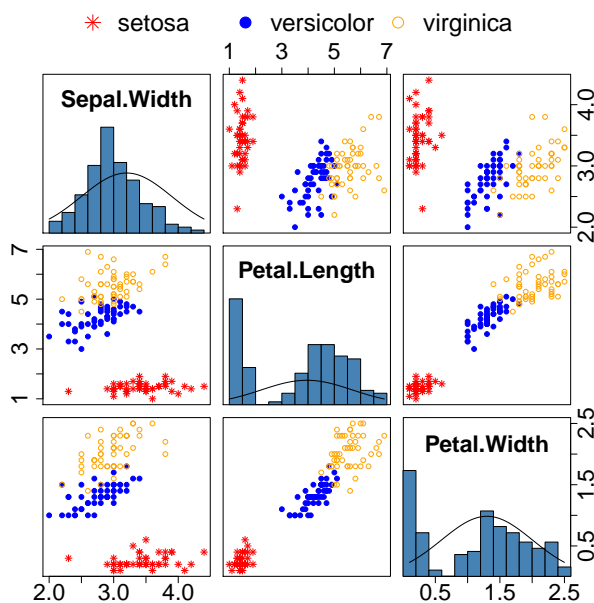 setosa versicolor virginica
1 3 5 7
Sepal.Width
2.0 3.0 4.0
1 3 5 7
Petal.Length
Petal.Width
0.5 1.5 2.5
2.0 3.0 4.0
0.5 1.5 2.5